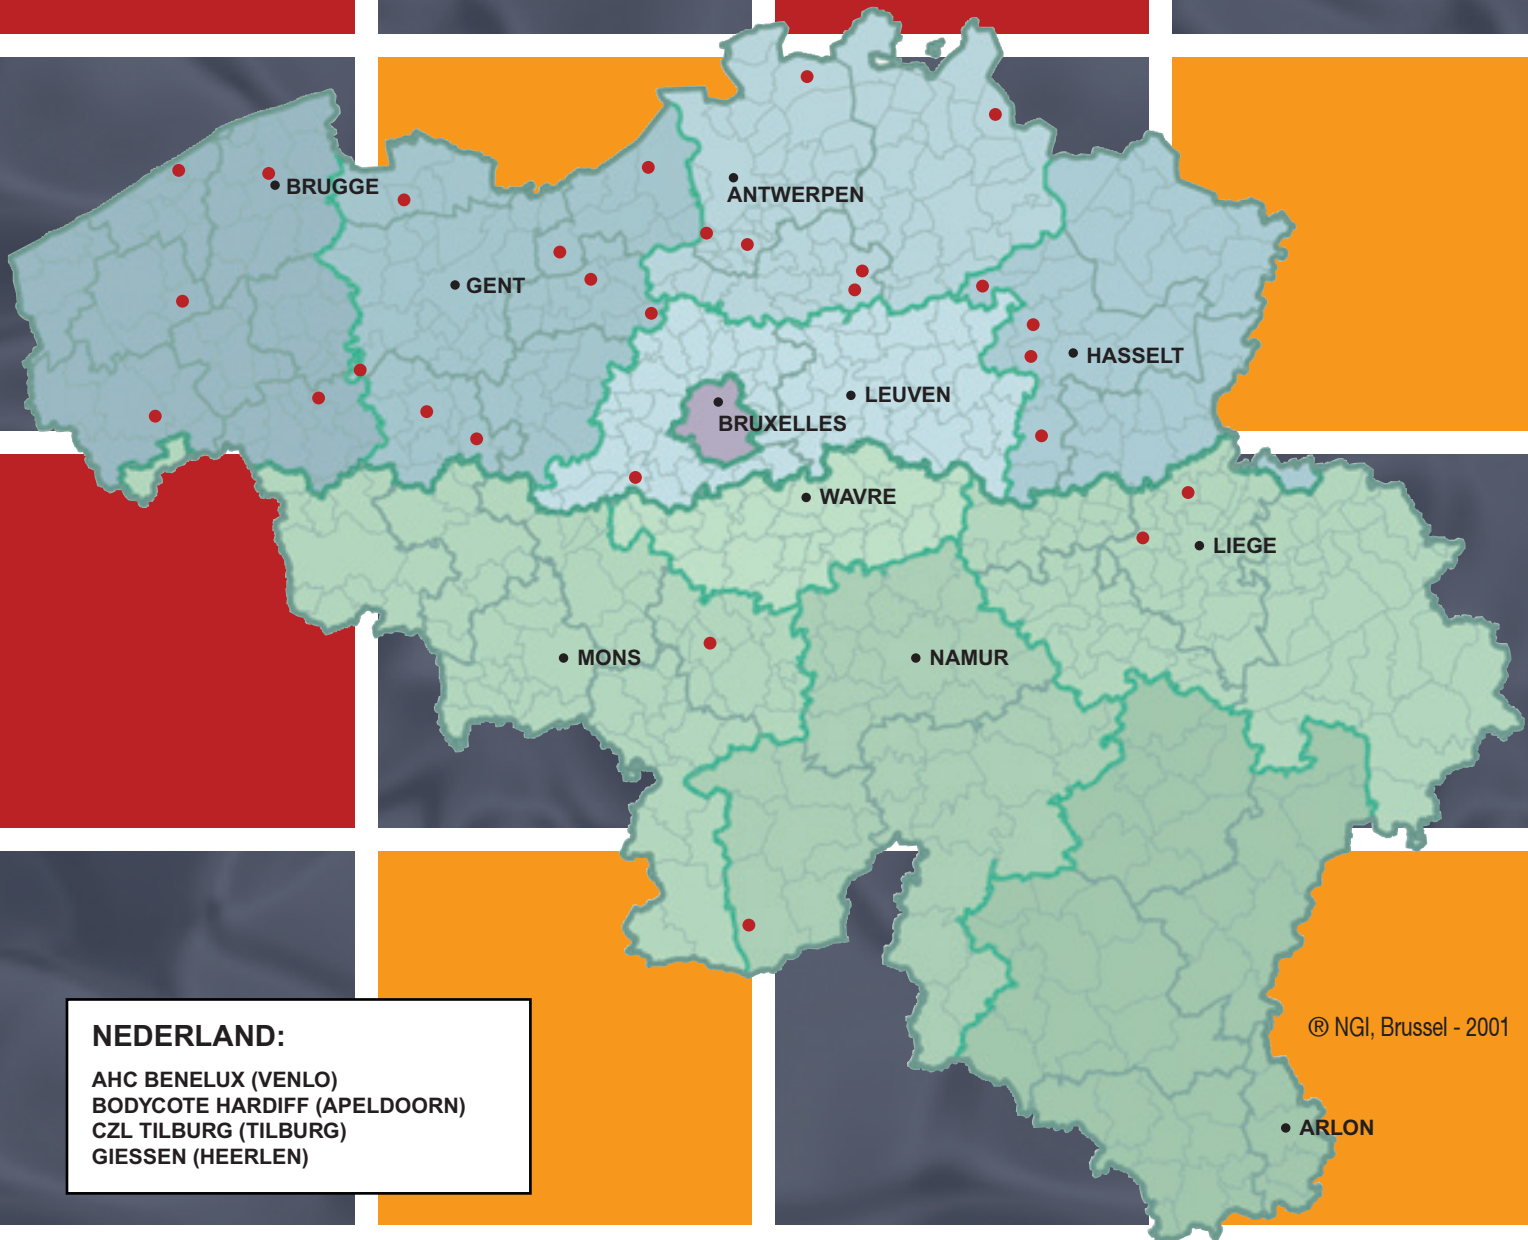 BRUGGE
ANTWERPEN
GENT
HASSELT
LEUVEN
BRUXELLES
WAVRE
LIEGE
MONS
NAMUR
NEDERLAND:
AHC BENELUX (VENLO)
BODYCOTE HARDIFF (APELDOORN)
CZL TILBURG (TILBURG)
GIESSEN (HEERLEN)
® NGI, Brussel - 2001
ARLON